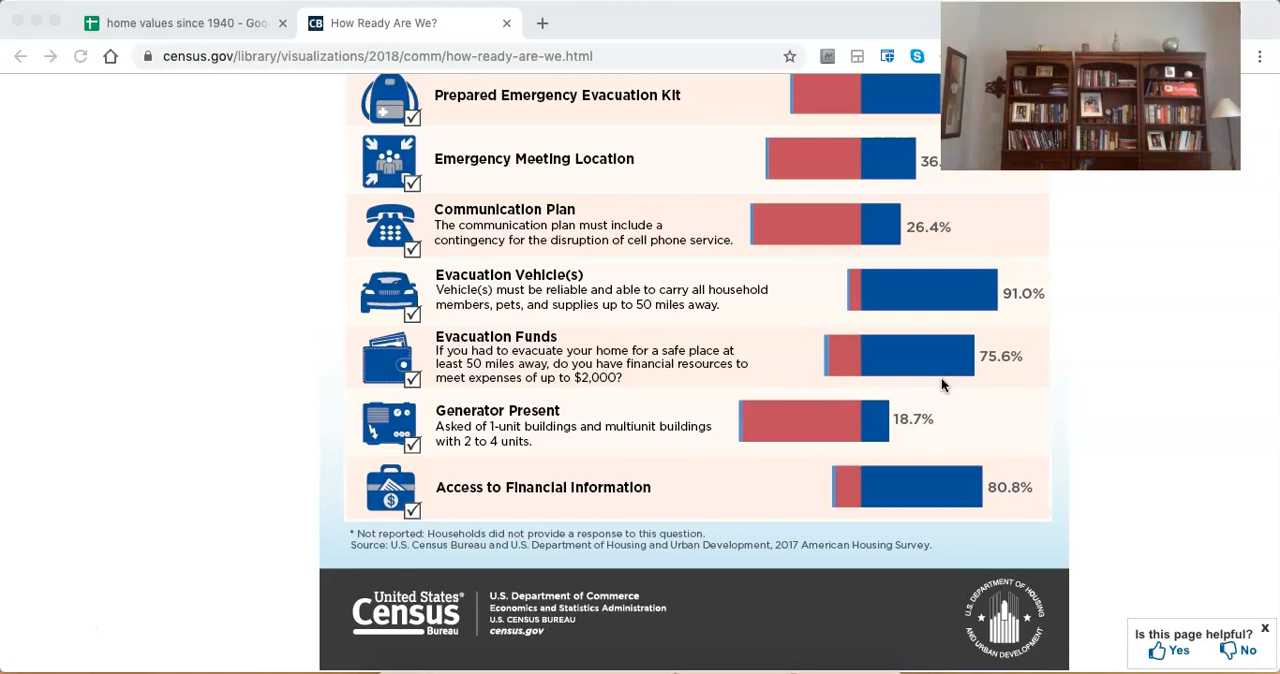 home values since 1940 - Goo
How Ready Are We?
census.gov/library/visualizations/2018/comm/how-ready-are-we.html
Prepared Emergency Evacuation Kit
Emergency Meeting Location
36.
Communication Plan
The communication plan must include a
contingency for the disruption of cell phone service.
26.4%
Evacuation Vehicle(s)
Vehicle(s) must be reliable and able to carry all household
members, pets, and supplies up to 50 miles away.
91.0%
Evacuation Funds
If you had to evacuate your home for a safe place at
least 50 miles away, do you have financial resources to
meet expenses of up to $2,000?
75.6%
Generator Present
Asked of 1-unit buildings and multiunit buildings
with 2 to 4 units.
18.7%
Access to Financial Information
80.8%
* Not reported: Households did not provide a response to this question.
Source: U.S. Census Bureau and U.S. Department of Housing and Urban Development, 2017 American Housing Survey.
United States®
Census
Bureau
U.S. Department of Commerce
Economics and Statistics Administration
U.S. CENSUS BUREAU
census.gov
U.S. DEPARTMENT OF HOUSING
AND URBAN DEVELOPMENT
Is this page helpful? x
Yes No